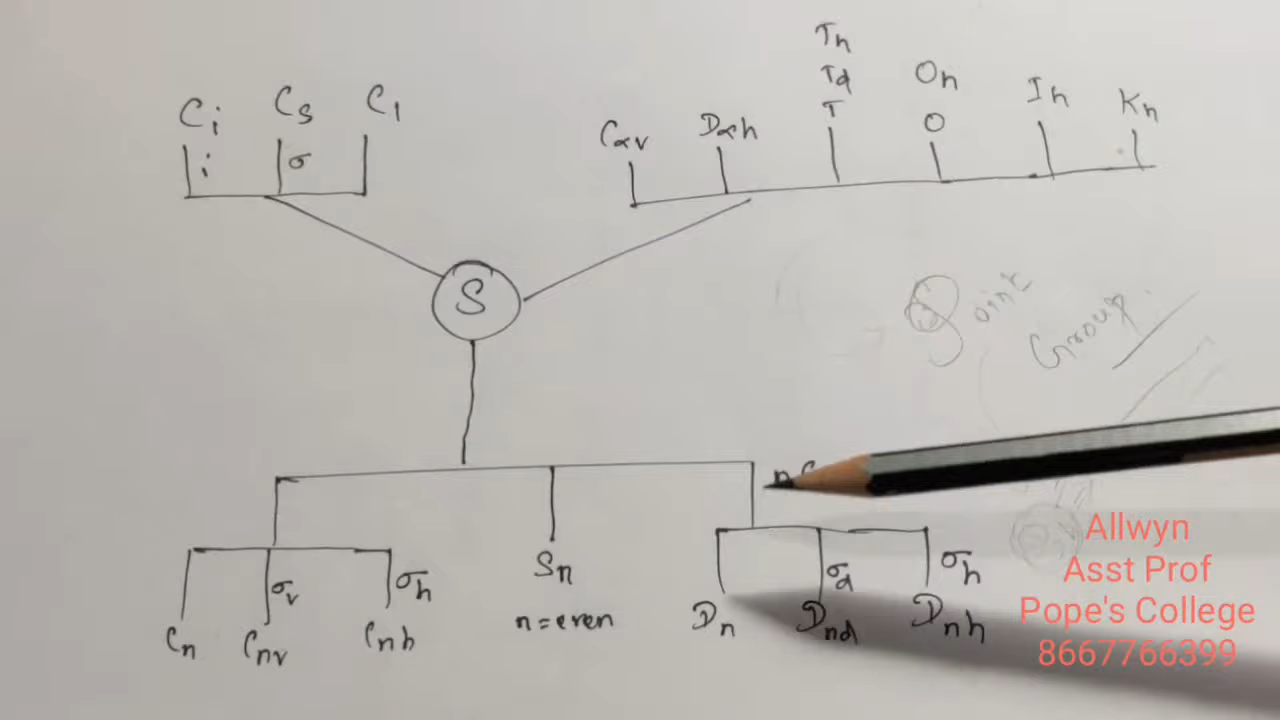 Ci Cs C1
i σ
Th
Td
T
Oh
O
Ih
Kh
C∝v D∝h
S
Point
Group
σv σh
Cn Cnv Cnh
Sn
n=even
σd σh
Dn Dnd Dnh
Allwyn
Asst Prof
Pope's College
8667766399